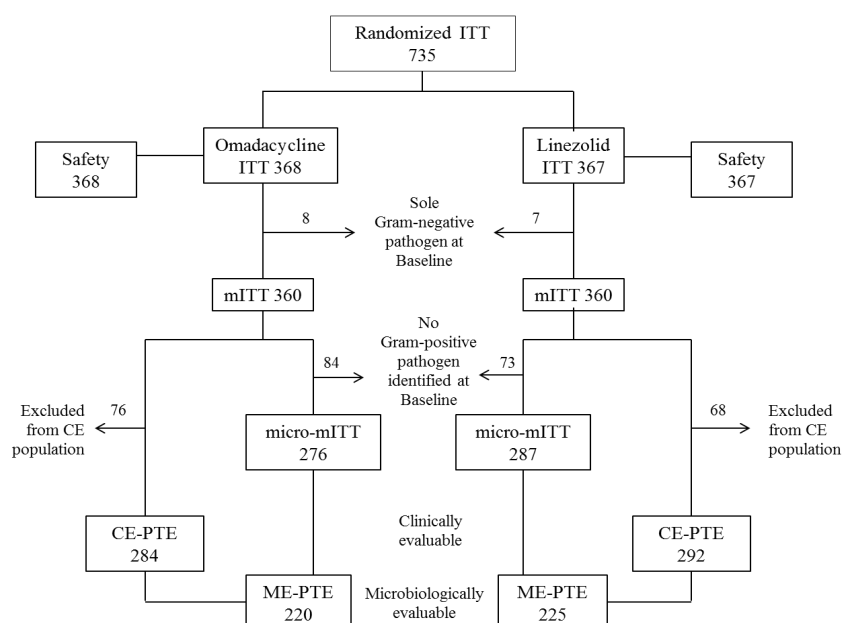 Randomized ITT
735
Omadacycline
ITT 368
Linezolid
ITT 367
Safety
368
Safety
367
8
Sole
Gram-negative
pathogen at
Baseline
7
mITT 360
mITT 360
No
Gram-positive
pathogen
identified at
Baseline
84
73
76
Excluded
from CE
population
68
Excluded
from CE
population
micro-mITT
276
micro-mITT
287
Clinically
evaluable
CE-PTE
284
CE-PTE
292
ME-PTE
220
Microbiologically
evaluable
ME-PTE
225